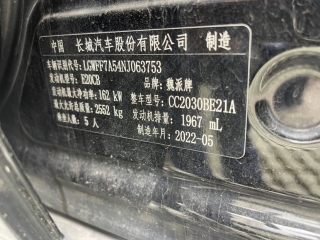 中国 长城汽车股份有限公司 制造
车辆识别代号: LGWFF7A54NJ063753
发动机: E20CB 品牌: 魏派牌
发动机最大净功率: 162 kW 整车型号: CC2030BE21A
最大允许总质量: 2552 kg 发动机排量: 1967 mL
乘坐人数: 5 人 制造年月: 2022-05